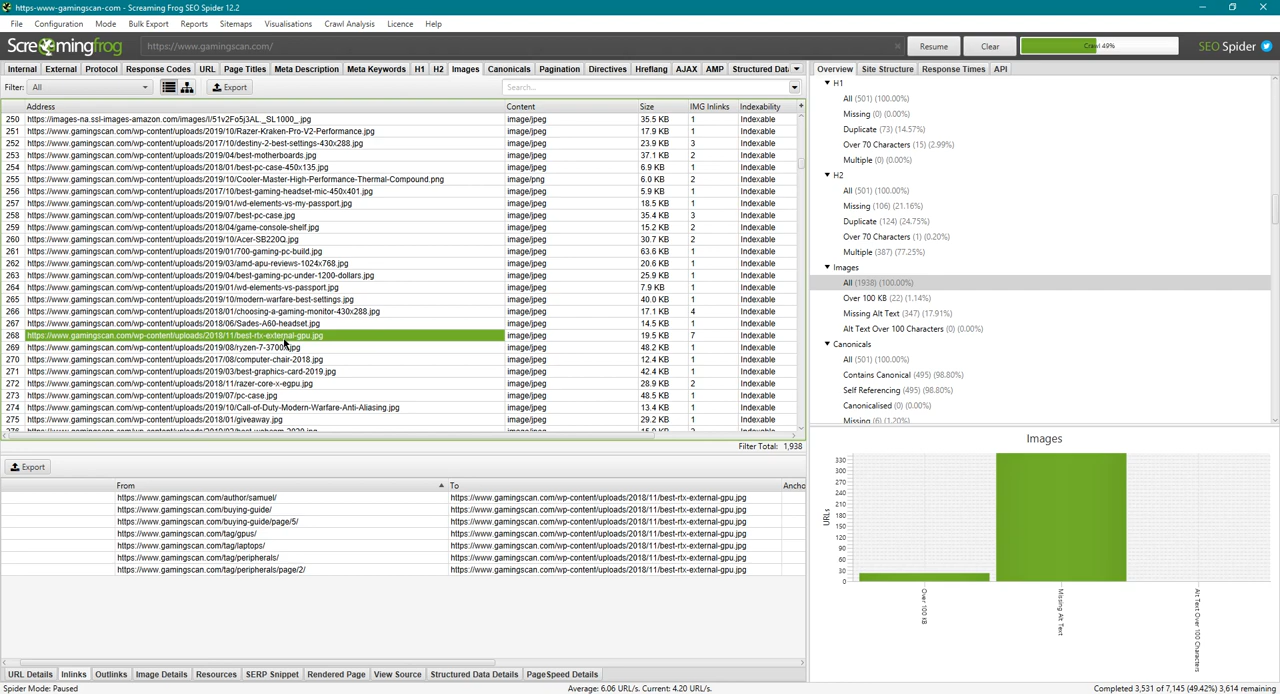 https-www-gamingscan-com - Screaming Frog SEO Spider 12.2
File Configuration Mode Bulk Export Reports Sitemaps Visualisations Crawl Analysis Licence Help
Screamingfrog https://www.gamingscan.com/ Resume Clear Crawl 49% SEO Spider
Internal External Protocol Response Codes URL Page Titles Meta Description Meta Keywords H1 H2 Images Canonicals Pagination Directives Hreflang AJAX AMP Structured Data
Filter: All Export Search...
Address Content Size IMG Inlinks Indexability
250 https://images-na.ssl-images-amazon.com/images/I/51v2Fo5j3AL._SL1000_.jpg image/jpeg 35.5 KB 1 Indexable
251 https://www.gamingscan.com/wp-content/uploads/2019/10/Razer-Kraken-Pro-V2-Performance.jpg image/jpeg 17.9 KB 1 Indexable
252 https://www.gamingscan.com/wp-content/uploads/2017/10/destiny-2-best-settings-430x288.jpg image/jpeg 23.9 KB 3 Indexable
253 https://www.gamingscan.com/wp-content/uploads/2019/04/best-motherboards.jpg image/jpeg 37.1 KB 2 Indexable
254 https://www.gamingscan.com/wp-content/uploads/2018/01/best-pc-case-450x135.jpg image/jpeg 6.9 KB 1 Indexable
255 https://www.gamingscan.com/wp-content/uploads/2019/10/Cooler-Master-High-Performance-Thermal-Compound.png image/png 6.0 KB 2 Indexable
256 https://www.gamingscan.com/wp-content/uploads/2017/10/best-gaming-headset-mic-450x401.jpg image/jpeg 5.9 KB 1 Indexable
257 https://www.gamingscan.com/wp-content/uploads/2019/01/wd-elements-vs-my-passport.jpg image/jpeg 18.5 KB 1 Indexable
258 https://www.gamingscan.com/wp-content/uploads/2019/07/best-pc-case.jpg image/jpeg 35.4 KB 3 Indexable
259 https://www.gamingscan.com/wp-content/uploads/2018/04/game-console-shelf.jpg image/jpeg 15.2 KB 2 Indexable
260 https://www.gamingscan.com/wp-content/uploads/2019/10/Acer-SB220Q.jpg image/jpeg 30.7 KB 2 Indexable
261 https://www.gamingscan.com/wp-content/uploads/2019/01/700-gaming-pc-build.jpg image/jpeg 63.6 KB 1 Indexable
262 https://www.gamingscan.com/wp-content/uploads/2019/03/amd-apu-reviews-1024x768.jpg image/jpeg 20.6 KB 1 Indexable
263 https://www.gamingscan.com/wp-content/uploads/2019/04/best-gaming-pc-under-1200-dollars.jpg image/jpeg 25.9 KB 1 Indexable
264 https://www.gamingscan.com/wp-content/uploads/2019/01/wd-elements-vs-passport.jpg image/jpeg 7.9 KB 1 Indexable
265 https://www.gamingscan.com/wp-content/uploads/2019/10/modern-warfare-best-settings.jpg image/jpeg 40.0 KB 1 Indexable
266 https://www.gamingscan.com/wp-content/uploads/2018/01/choosing-a-gaming-monitor-430x288.jpg image/jpeg 17.1 KB 4 Indexable
267 https://www.gamingscan.com/wp-content/uploads/2018/06/Sades-A60-headset.jpg image/jpeg 14.5 KB 1 Indexable
268 https://www.gamingscan.com/wp-content/uploads/2018/11/best-rtx-external-gpu.jpg image/jpeg 19.5 KB 7 Indexable
269 https://www.gamingscan.com/wp-content/uploads/2019/08/ryzen-7-3700x.jpg image/jpeg 48.2 KB 1 Indexable
270 https://www.gamingscan.com/wp-content/uploads/2017/08/computer-chair-2018.jpg image/jpeg 12.4 KB 1 Indexable
271 https://www.gamingscan.com/wp-content/uploads/2019/03/best-graphics-card-2019.jpg image/jpeg 42.4 KB 1 Indexable
272 https://www.gamingscan.com/wp-content/uploads/2018/11/razer-core-x-egpu.jpg image/jpeg 28.9 KB 2 Indexable
273 https://www.gamingscan.com/wp-content/uploads/2019/07/pc-case.jpg image/jpeg 48.5 KB 1 Indexable
274 https://www.gamingscan.com/wp-content/uploads/2019/10/Call-of-Duty-Modern-Warfare-Anti-Aliasing.jpg image/jpeg 13.4 KB 1 Indexable
275 https://www.gamingscan.com/wp-content/uploads/2018/01/giveaway.jpg image/jpeg 29.2 KB 1 Indexable
Filter Total: 1,938
Export
From To Ancho
https://www.gamingscan.com/author/samuel/ https://www.gamingscan.com/wp-content/uploads/2018/11/best-rtx-external-gpu.jpg
https://www.gamingscan.com/buying-guide/ https://www.gamingscan.com/wp-content/uploads/2018/11/best-rtx-external-gpu.jpg
https://www.gamingscan.com/buying-guide/page/5/ https://www.gamingscan.com/wp-content/uploads/2018/11/best-rtx-external-gpu.jpg
https://www.gamingscan.com/tag/gpus/ https://www.gamingscan.com/wp-content/uploads/2018/11/best-rtx-external-gpu.jpg
https://www.gamingscan.com/tag/laptops/ https://www.gamingscan.com/wp-content/uploads/2018/11/best-rtx-external-gpu.jpg
https://www.gamingscan.com/tag/peripherals/ https://www.gamingscan.com/wp-content/uploads/2018/11/best-rtx-external-gpu.jpg
https://www.gamingscan.com/tag/peripherals/page/2/ https://www.gamingscan.com/wp-content/uploads/2018/11/best-rtx-external-gpu.jpg
URL Details Inlinks Outlinks Image Details Resources SERP Snippet Rendered Page View Source Structured Data Details PageSpeed Details
Overview Site Structure Response Times API
H1
All (501) (100.00%)
Missing (0) (0.00%)
Duplicate (73) (14.57%)
Over 70 Characters (15) (2.99%)
Multiple (0) (0.00%)
H2
All (501) (100.00%)
Missing (106) (21.16%)
Duplicate (124) (24.75%)
Over 70 Characters (1) (0.20%)
Multiple (387) (77.25%)
Images
All (1938) (100.00%)
Over 100 KB (22) (1.14%)
Missing Alt Text (347) (17.91%)
Alt Text Over 100 Characters (0) (0.00%)
Canonicals
All (501) (100.00%)
Contains Canonical (495) (98.80%)
Self Referencing (495) (98.80%)
Canonicalised (0) (0.00%)
Missing (6) (1.20%)
Images
330
300
270
240
210
180
150
120
90
60
30
0
URLs
Over 100 KB
Missing Alt Text
Alt Text Over 100 Characters
Spider Mode: Paused Average: 6.06 URL/s. Current: 4.20 URL/s. Completed 3,531 of 7,145 (49.42%) 3,614 remaining